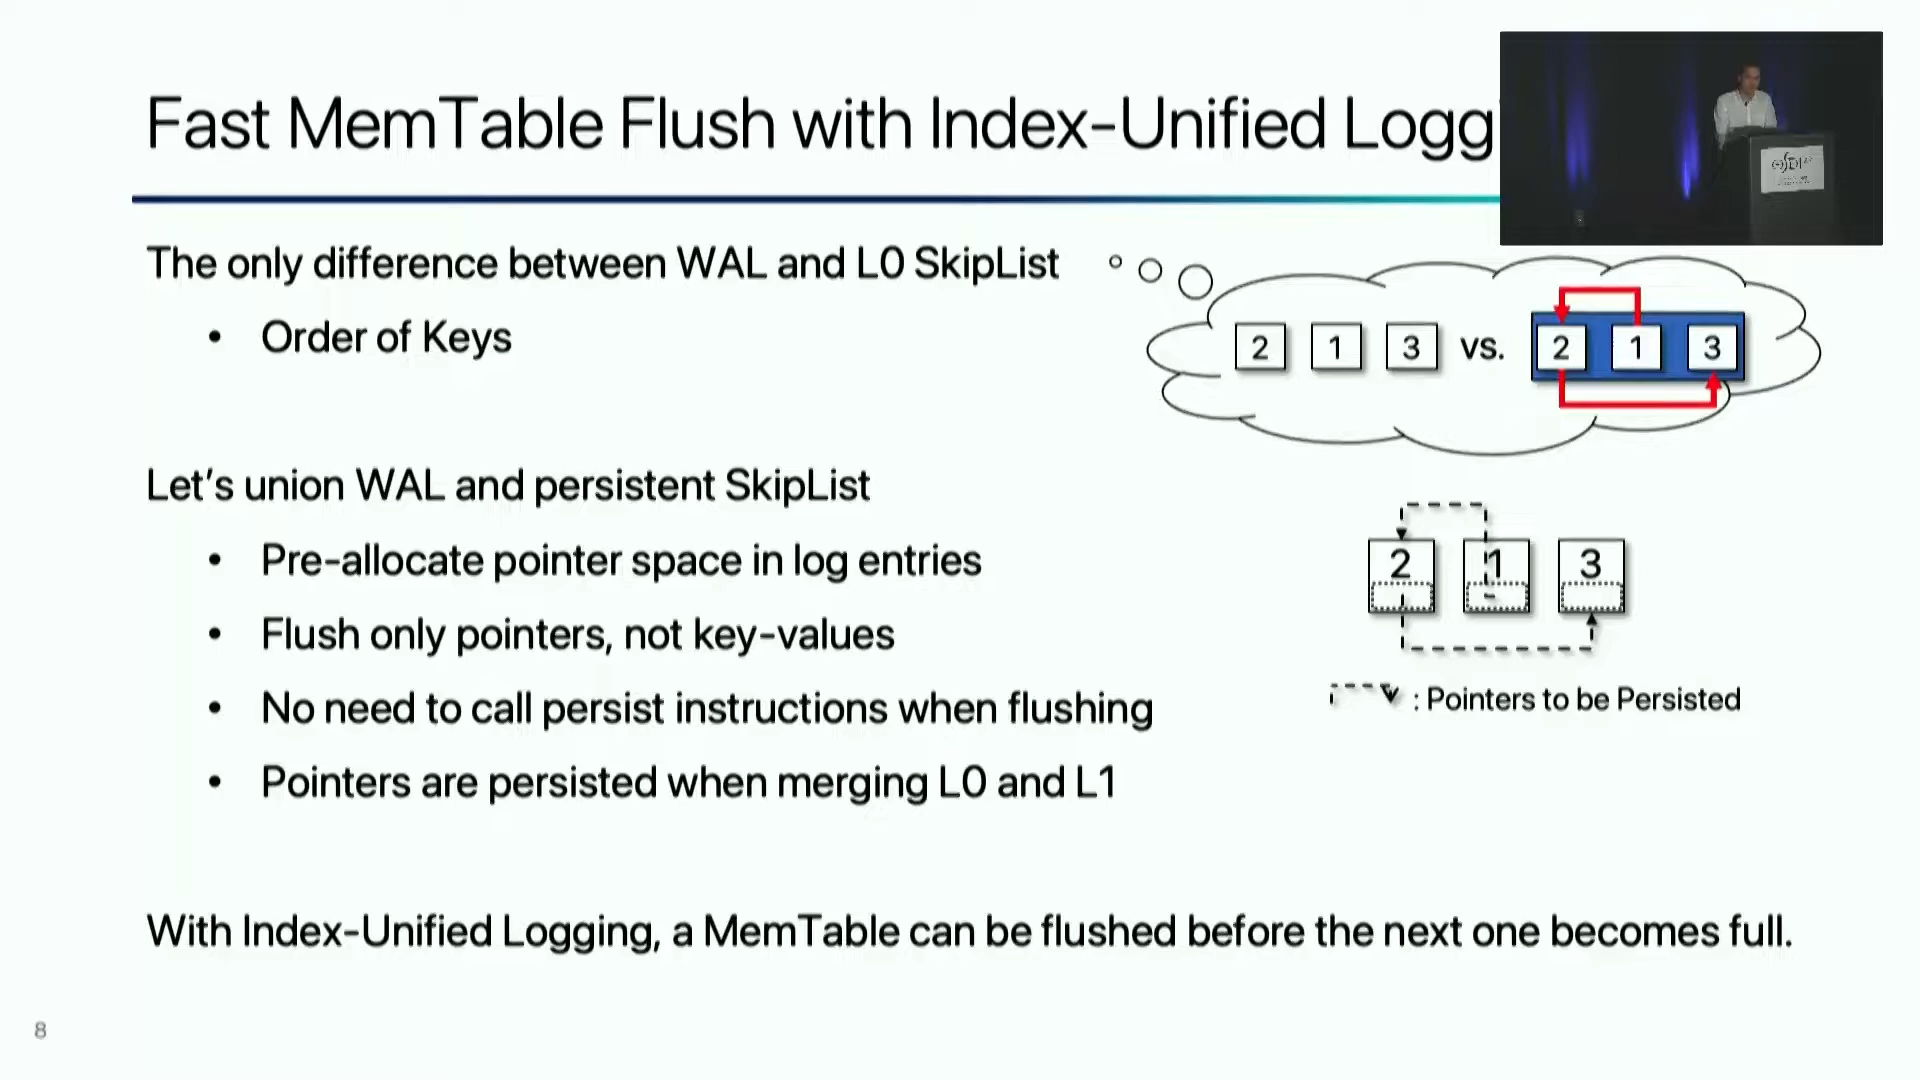 Fast MemTable Flush with Index-Unified Logg
The only difference between WAL and L0 SkipList
• Order of Keys
2 1 3 vs. 2 1 3
Let's union WAL and persistent SkipList
• Pre-allocate pointer space in log entries
• Flush only pointers, not key-values
• No need to call persist instructions when flushing
• Pointers are persisted when merging L0 and L1
2 1 3
: Pointers to be Persisted
With Index-Unified Logging, a MemTable can be flushed before the next one becomes full.
8